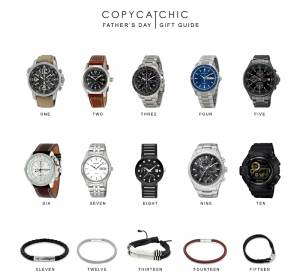 COPYCATCHIC
FATHER'S DAY | GIFT GUIDE
ONE TWO THREE FOUR FIVE
SIX SEVEN EIGHT NINE TEN
ELEVEN TWELVE THIRTEEN FOURTEEN FIFTEEN